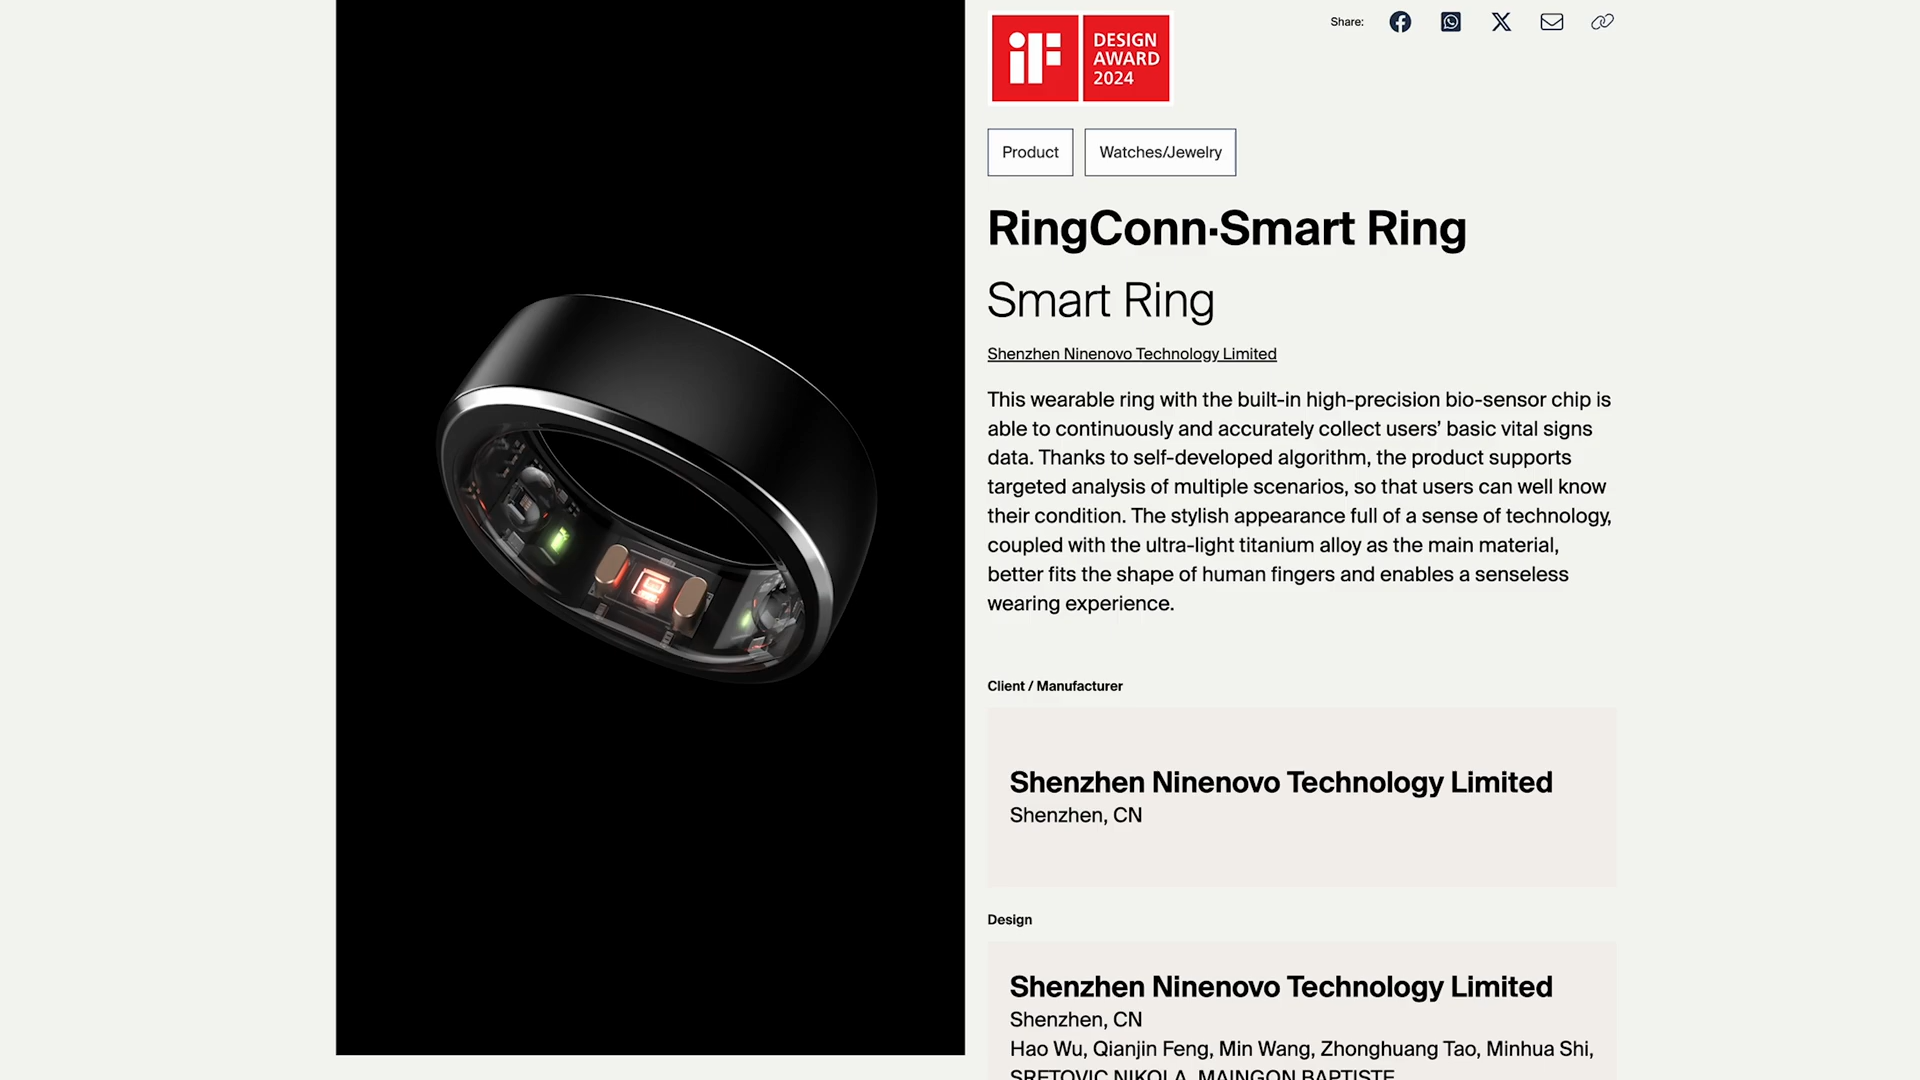 iF
DESIGN
AWARD
2024
Share:
Product
Watches/Jewelry
RingConn·Smart Ring
Smart Ring
Shenzhen Ninenovo Technology Limited
This wearable ring with the built-in high-precision bio-sensor chip is
able to continuously and accurately collect users’ basic vital signs
data. Thanks to self-developed algorithm, the product supports
targeted analysis of multiple scenarios, so that users can well know
their condition. The stylish appearance full of a sense of technology,
coupled with the ultra-light titanium alloy as the main material,
better fits the shape of human fingers and enables a senseless
wearing experience.
Client / Manufacturer
Shenzhen Ninenovo Technology Limited
Shenzhen, CN
Design
Shenzhen Ninenovo Technology Limited
Shenzhen, CN
Hao Wu, Qianjin Feng, Min Wang, Zhonghuang Tao, Minhua Shi,
SRETOVIC NIKOLA, MAINGON BAPTISTE